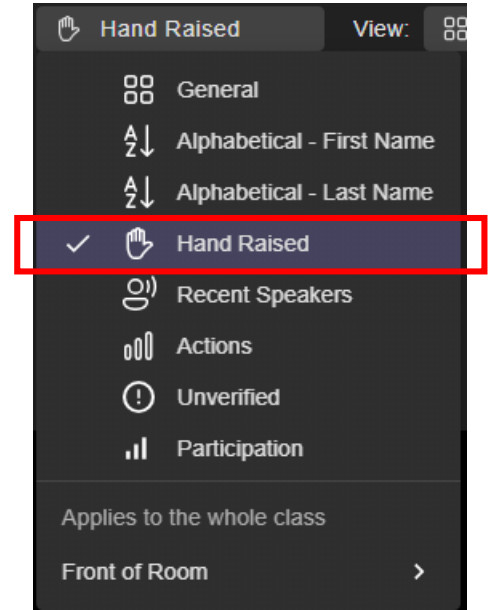 Hand Raised View:
General
Alphabetical - First Name
Alphabetical - Last Name
Hand Raised
Recent Speakers
Actions
Unverified
Participation
Applies to the whole class
Front of Room